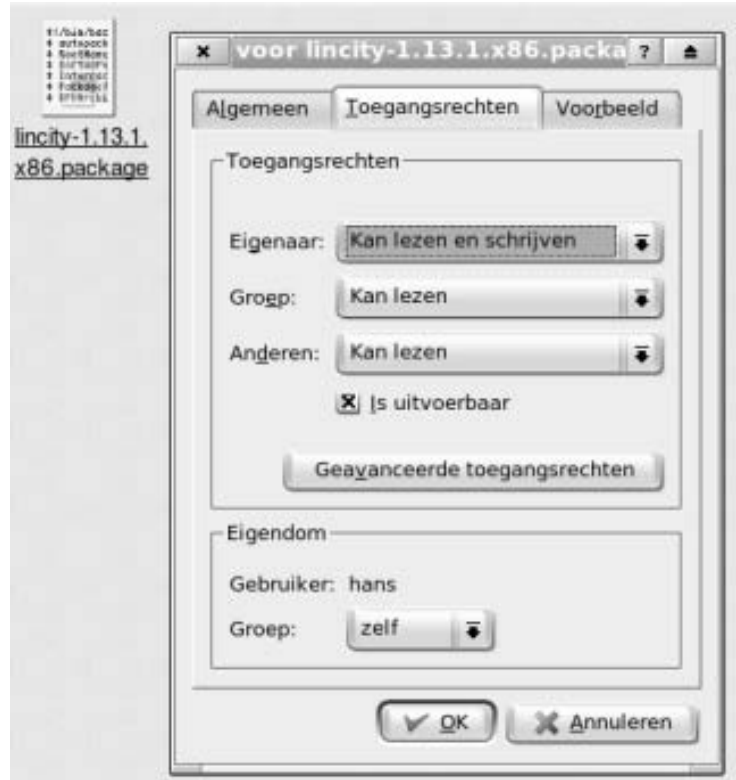 #!/bin/bas
lincity-1.13.1.
x86.package
voor lincity-1.13.1.x86.packa ?
Algemeen Toegangsrechten Voorbeeld
Toegangsrechten
Eigenaar: Kan lezen en schrijven
Groep: Kan lezen
Anderen: Kan lezen
Is uitvoerbaar
Geavanceerde toegangsrechten
Eigendom
Gebruiker: hans
Groep: zelf
OK Annuleren